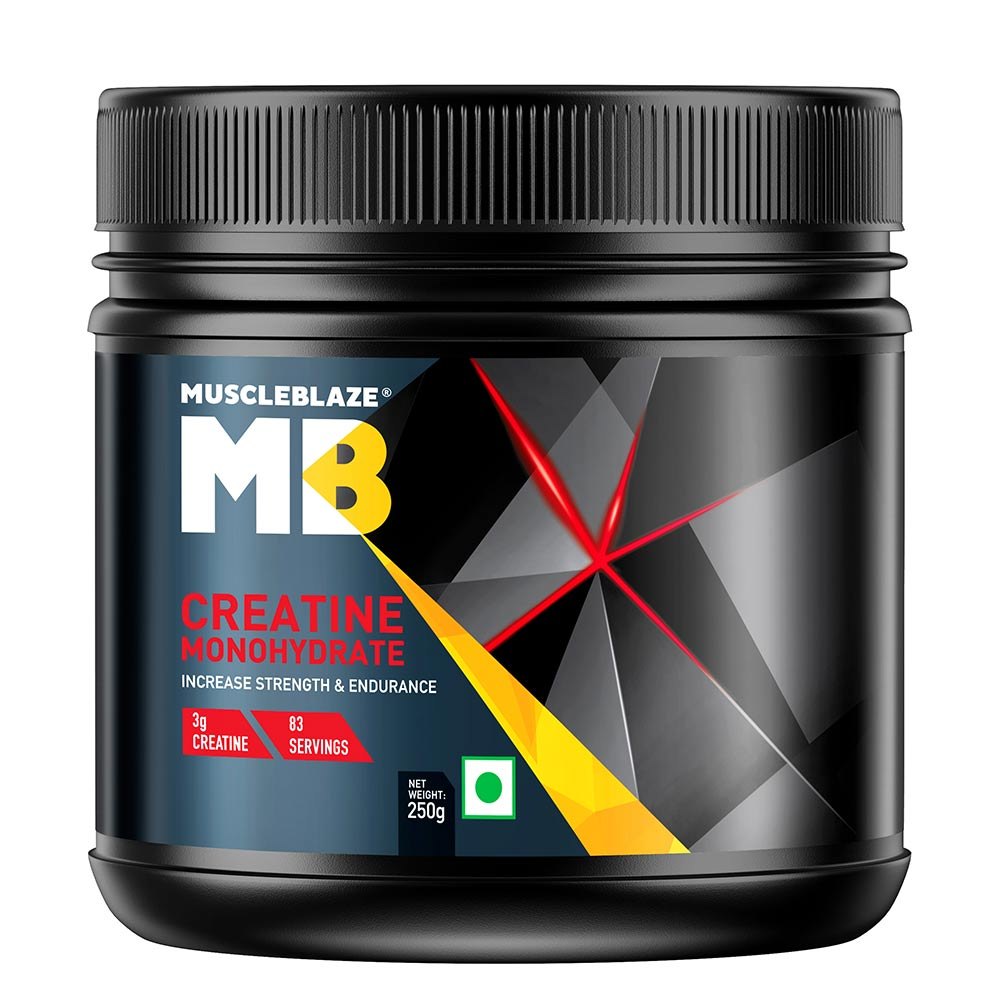 MUSCLEBLAZE®
MB
CREATINE
MONOHYDRATE
INCREASE STRENGTH & ENDURANCE
3g
CREATINE
83
SERVINGS
NET
WEIGHT:
250g